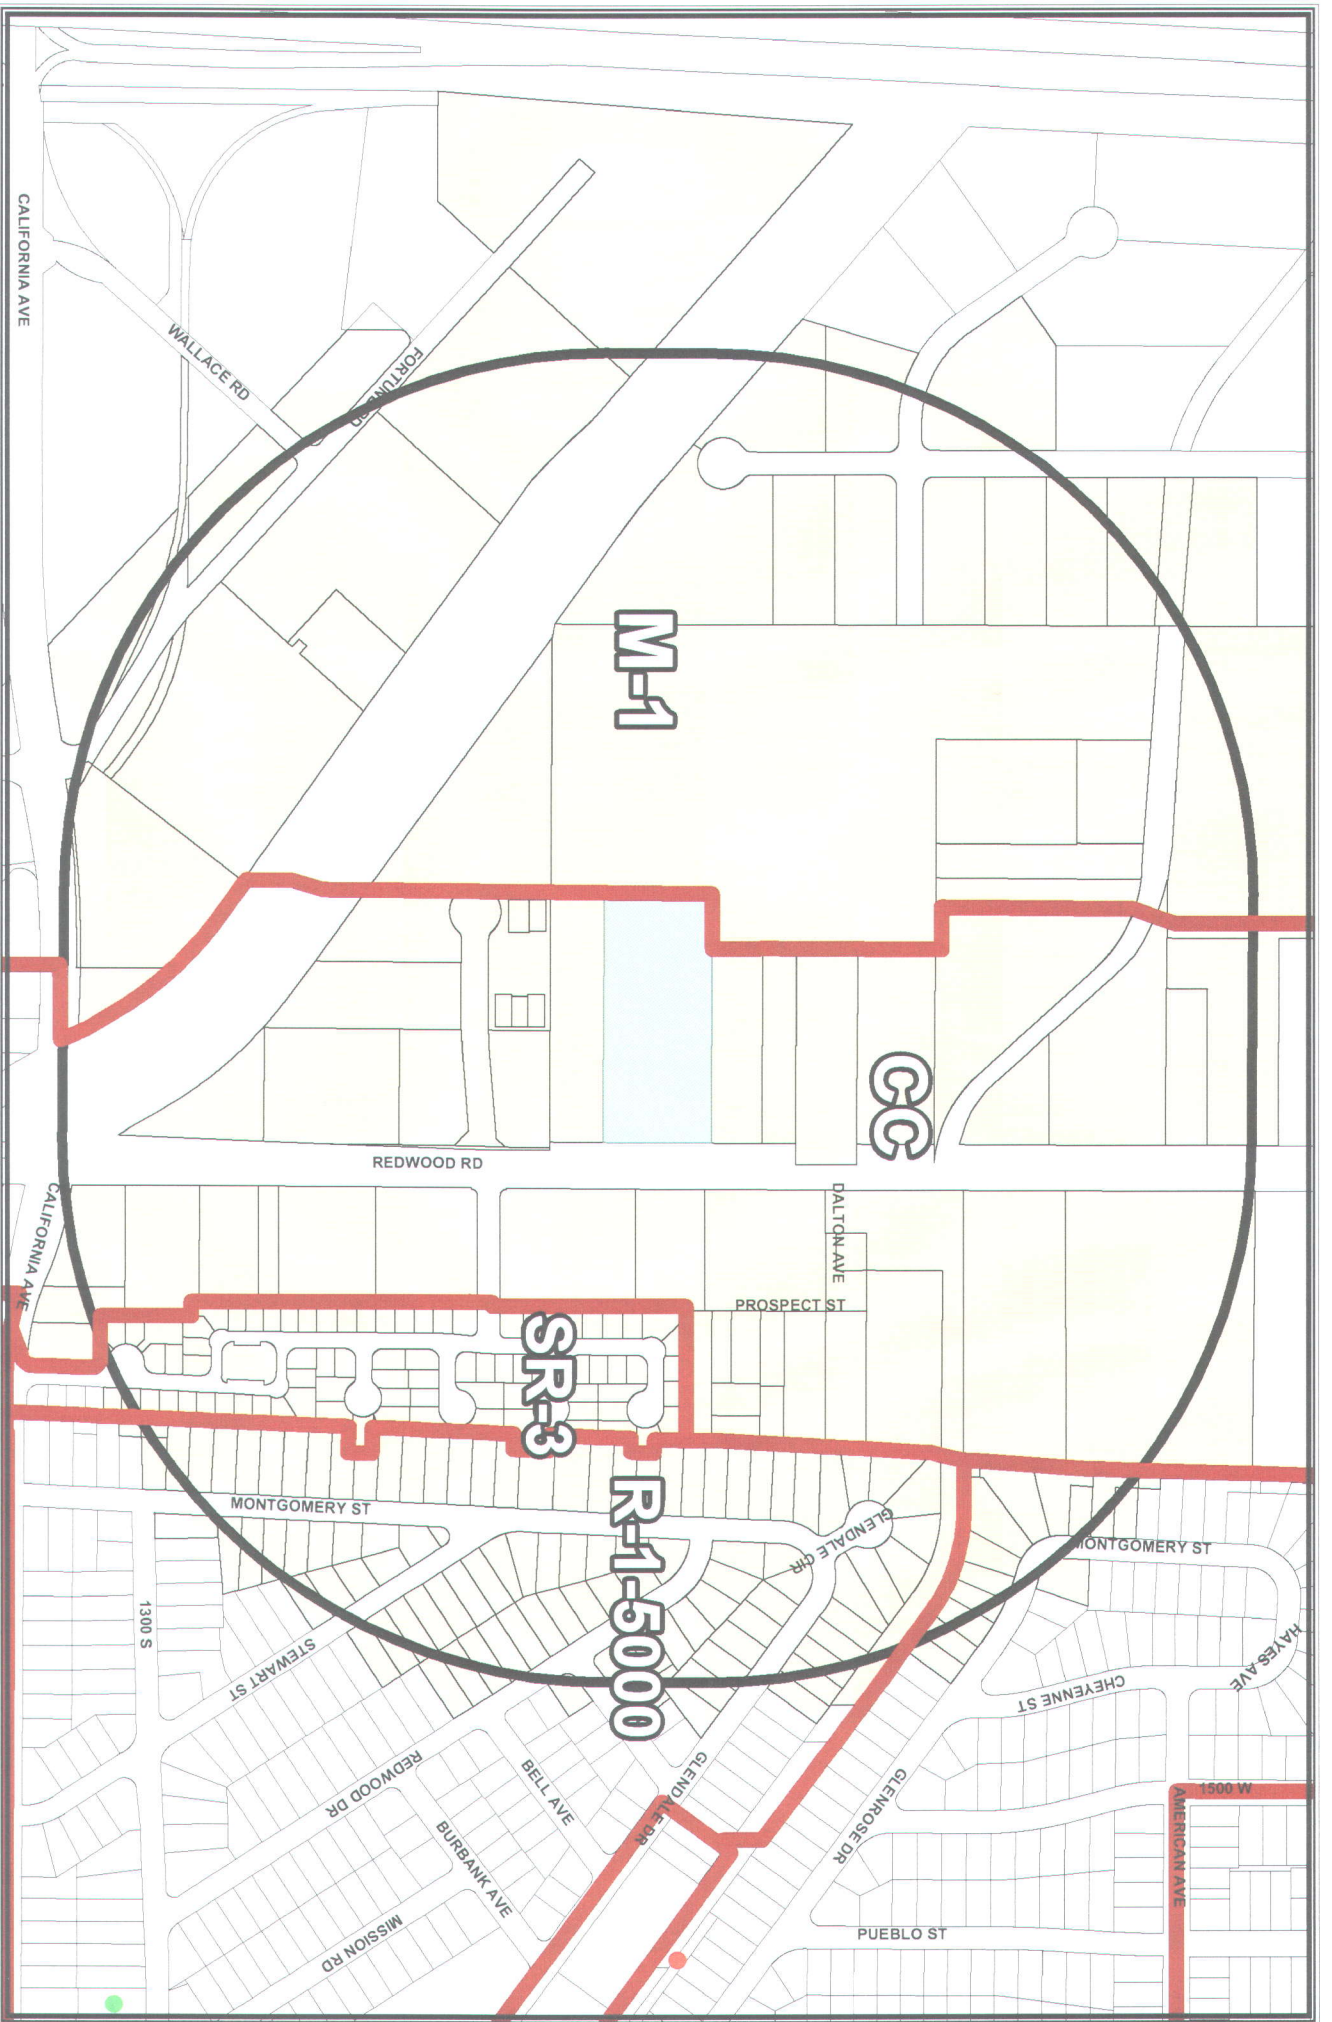 CALIFORNIA AVE
WALLACE RD
FORTUNE RD
M-1
CC
REDWOOD RD
CALIFORNIA AVE
DALTON AVE
PROSPECT ST
SR-3
R-1-5000
MONTGOMERY ST
GLENDALE CIR
MONTGOMERY ST
1300 S
STEWART ST
HAYES AVE
CHEYENNE ST
REDWOOD DR
BELL AVE
GLENDALE DR
GLENROSE DR
1500 W
AMERICAN AVE
BURBANK AVE
MISSION RD
PUEBLO ST